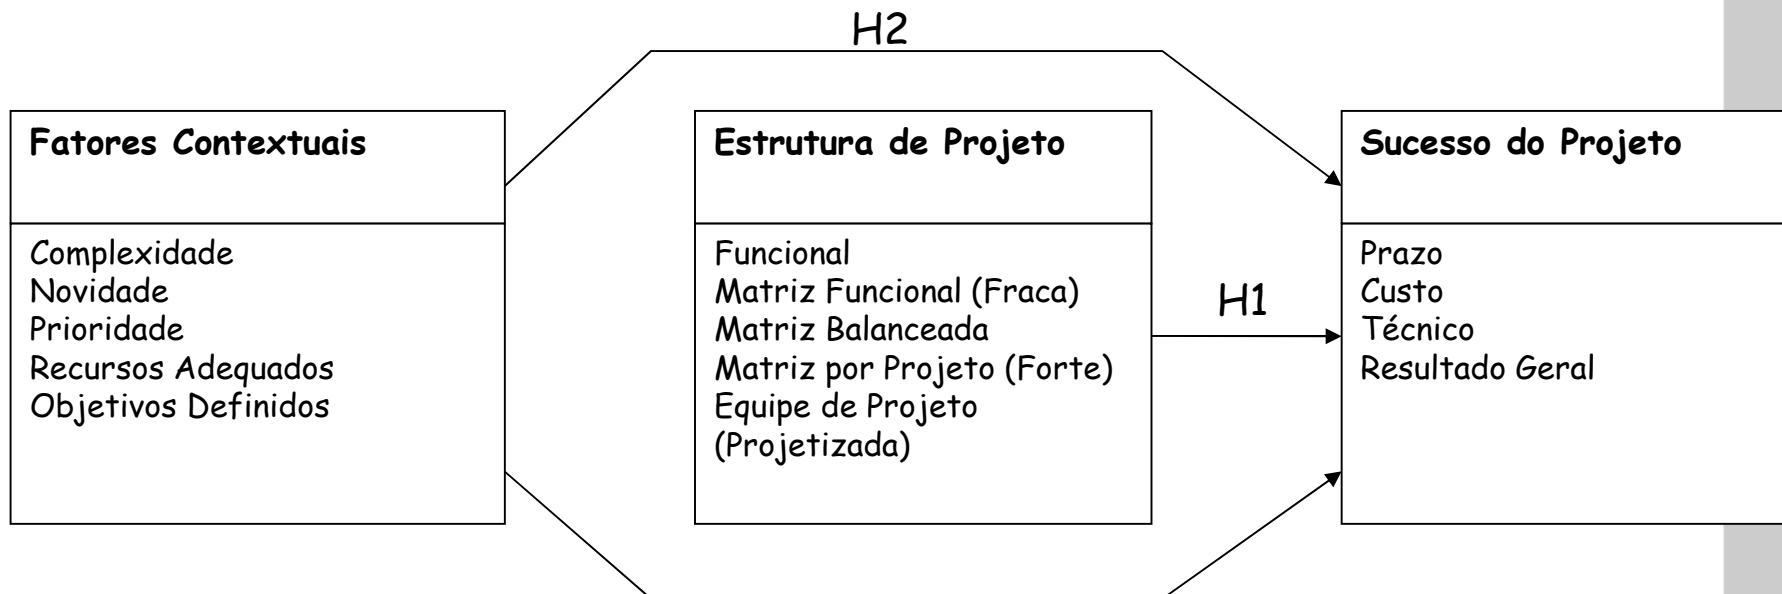 H2
Fatores Contextuais
Complexidade
Novidade
Prioridade
Recursos Adequados
Objetivos Definidos
Estrutura de Projeto
Funcional
Matriz Funcional (Fraca)
Matriz Balanceada
Matriz por Projeto (Forte)
Equipe de Projeto
(Projetizada)
H1
Sucesso do Projeto
Prazo
Custo
Técnico
Resultado Geral